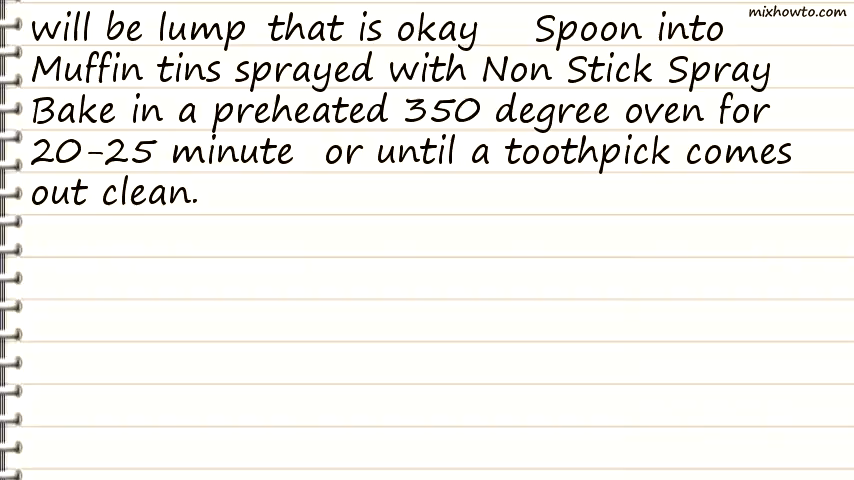 mixhowto.com
will be lump that is okay Spoon into
Muffin tins sprayed with Non Stick Spray
Bake in a preheated 350 degree oven for
20-25 minute or until a toothpick comes
out clean.